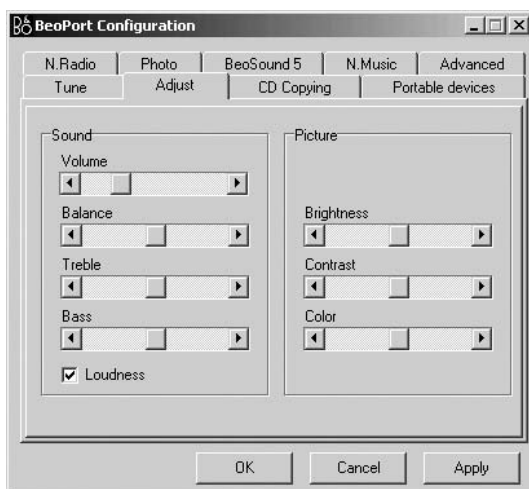 B&O BeoPort Configuration
N.Radio Photo BeoSound 5 N.Music Advanced
Tune Adjust CD Copying Portable devices
Sound
Volume
Balance
Treble
Bass
Loudness
Picture
Brightness
Contrast
Color
OK Cancel Apply